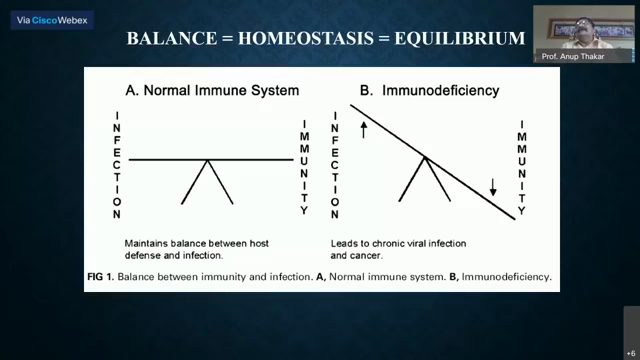 Via CiscoWebex
BALANCE = HOMEOSTASIS = EQUILIBRIUM
Prof. Anup Thakar
A. Normal Immune System
INFECTION
IMMUNITY
Maintains balance between host
defense and infection.
B. Immunodeficiency
INFECTION
IMMUNITY
Leads to chronic viral infection
and cancer.
FIG 1. Balance between immunity and infection. A, Normal immune system. B, Immunodeficiency.
+6